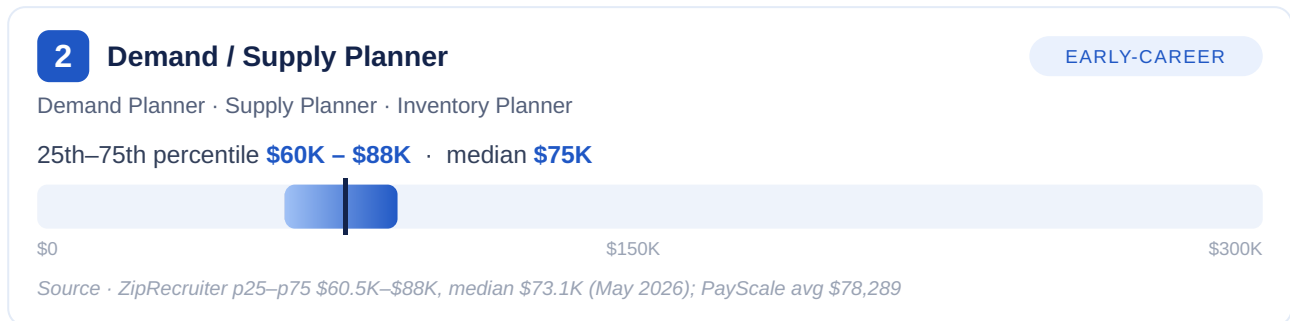 2 Demand / Supply Planner EARLY-CAREER
Demand Planner · Supply Planner · Inventory Planner
25th–75th percentile $60K – $88K · median $75K
$0 $150K $300K
Source · ZipRecruiter p25–p75 $60.5K–$88K, median $73.1K (May 2026); PayScale avg $78,289